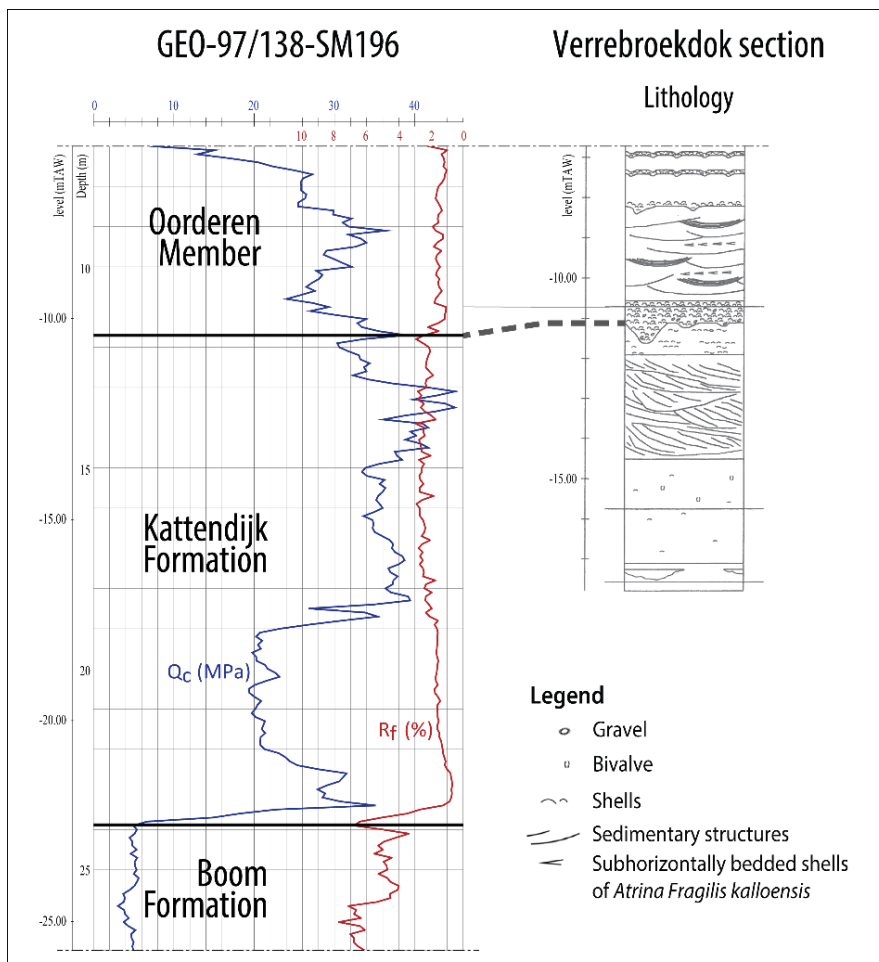 GEO-97/138-SM196
Verrebroekdok section
Lithology
0 10 20 30 40
10 8 6 4 2 0
level (mTAW)
Depth (m)
level (mTAW)
Oorderen
Member
10
-10.00
-10.00
15
-15.00
-15.00
Kattendijk
Formation
20
Qc (MPa)
-20.00
Rf (%)
25
Boom
Formation
-25.00
Legend
Gravel
Bivalve
Shells
Sedimentary structures
Subhorizontally bedded shells
of Atrina Fragilis kalloensis